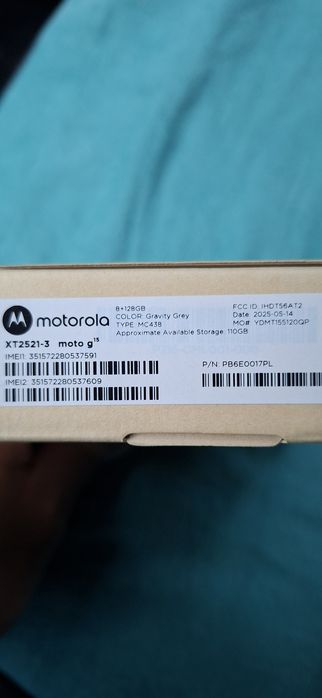 motorola
8+128GB
COLOR: Gravity Grey
TYPE: MC438
Approximate Available Storage: 110GB
FCC ID: IHDT56AT2
Date: 2025-05-14
MO#: YDMT155120QP
XT2521-3 moto g¹⁵
IMEI1: 351572280537591
IMEI2: 351572280537609
P/N: PB6E0017PL